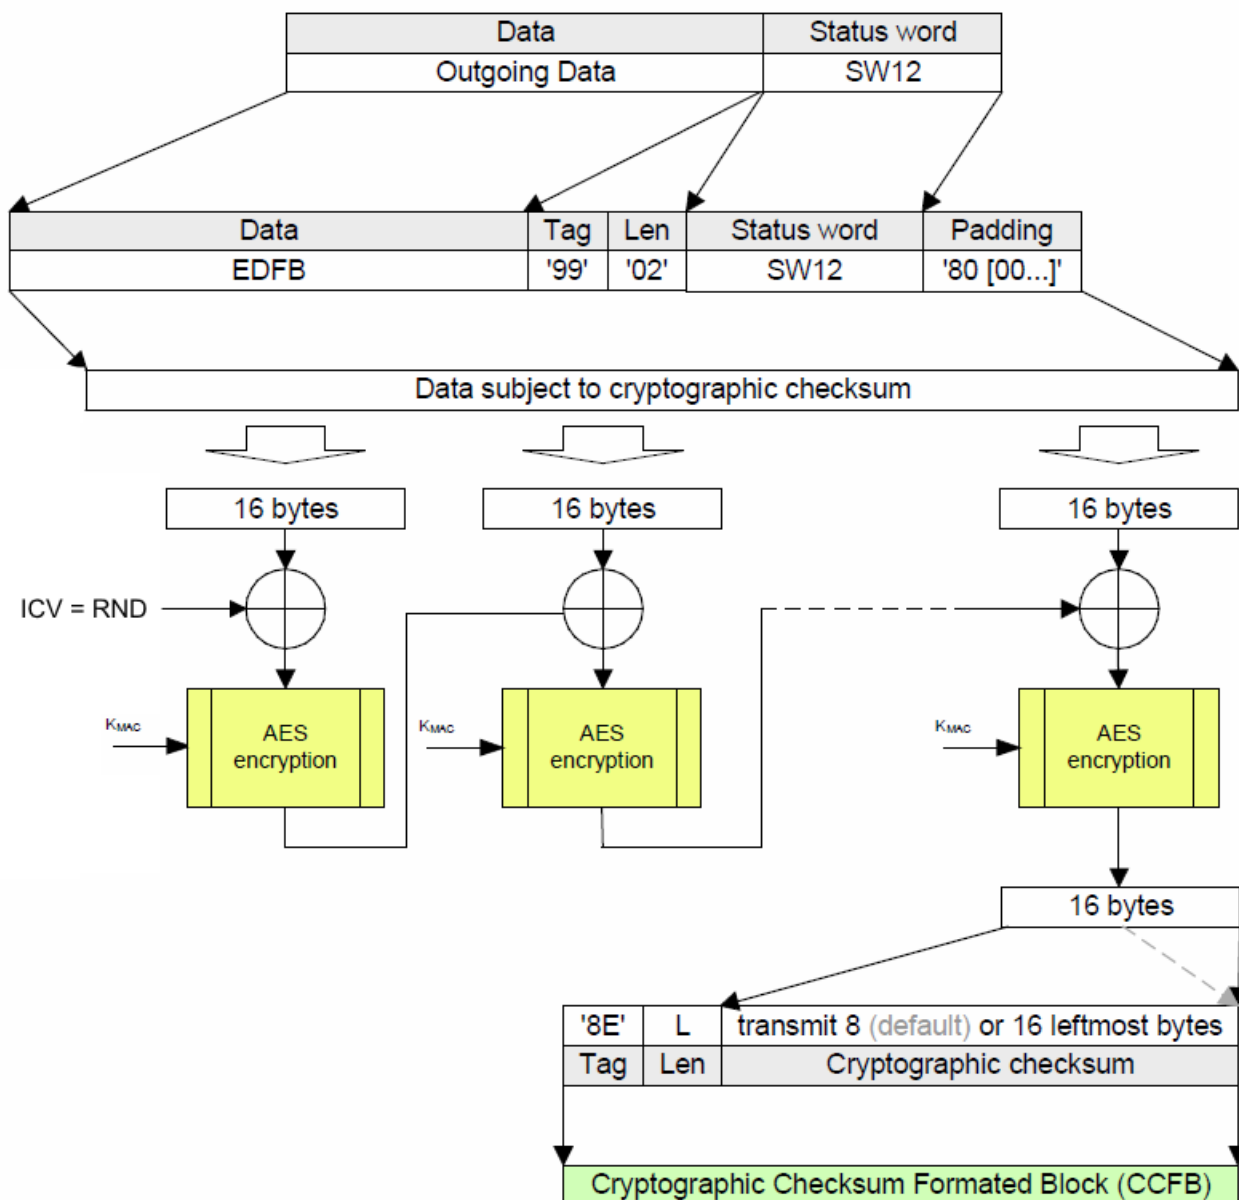 Data Status word
Outgoing Data SW12
Data Tag Len Status word Padding
EDFB '99' '02' SW12 '80 [00...]'
Data subject to cryptographic checksum
16 bytes 16 bytes 16 bytes
ICV = RND
KMAC KMAC KMAC
AES AES AES
encryption encryption encryption
16 bytes
'8E' L transmit 8 (default) or 16 leftmost bytes
Tag Len Cryptographic checksum
Cryptographic Checksum Formated Block (CCFB)